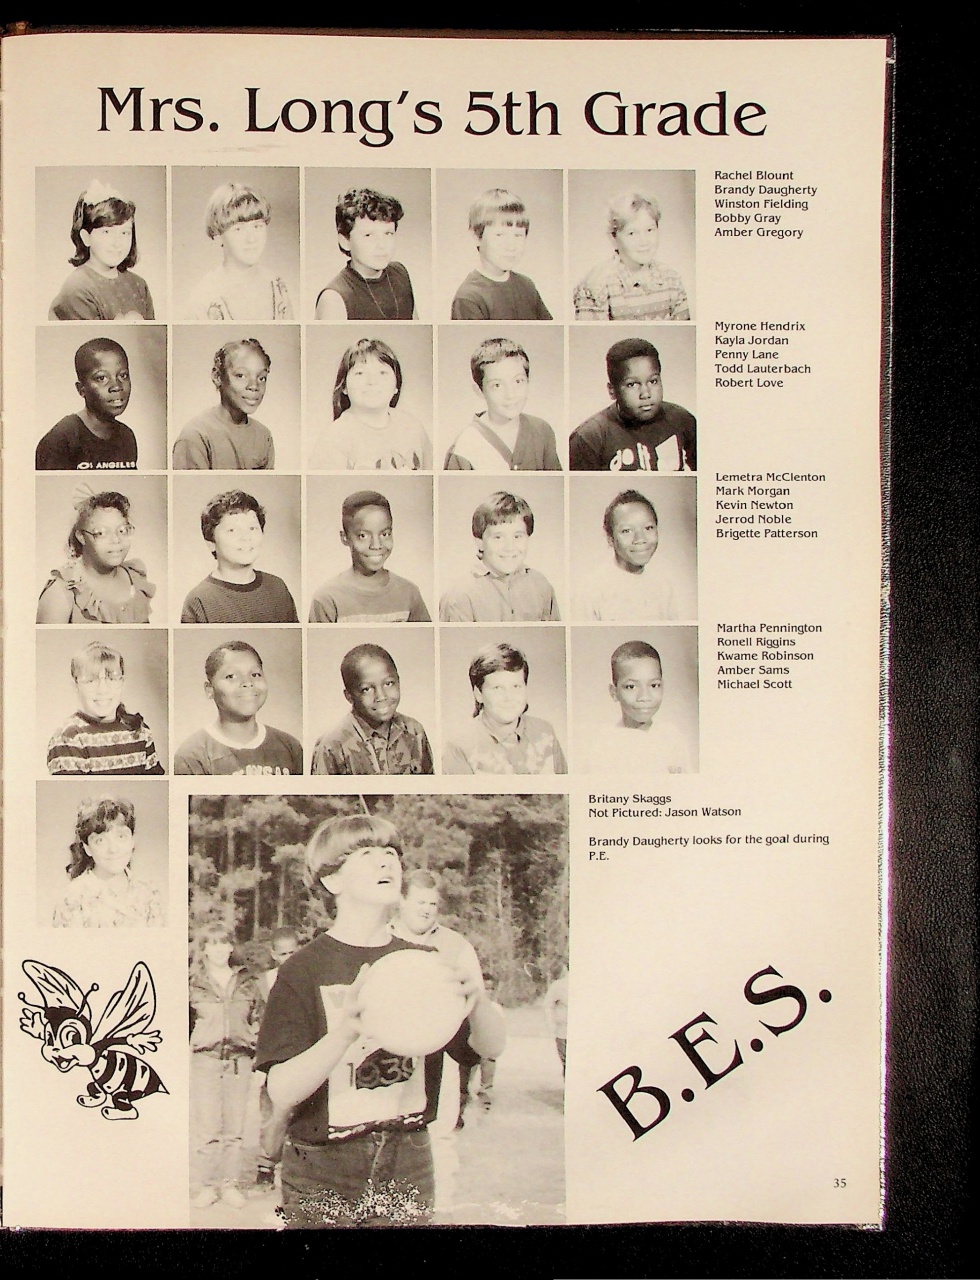 Mrs. Long's 5th Grade
Rachel Blount
Brandy Daugherty
Winston Fielding
Bobby Gray
Amber Gregory
Myrone Hendrix
Kayla Jordan
Penny Lane
Todd Lauterbach
Robert Love
OS ANGELES
Lemetra McClenton
Mark Morgan
Kevin Newton
Jerrod Noble
Brigette Patterson
Martha Pennington
Ronell Riggins
Kwame Robinson
Amber Sams
Michael Scott
Britany Skaggs
Not Pictured: Jason Watson
Brandy Daugherty looks for the goal during
P.E.
B.E.S.
35